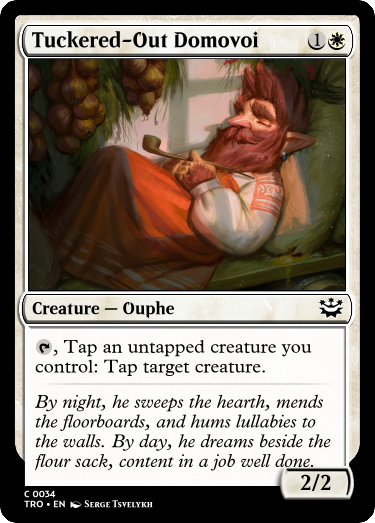 Tuckered-Out Domovoi 1
Creature — Ouphe
, Tap an untapped creature you
control: Tap target creature.
By night, he sweeps the hearth, mends
the floorboards, and hums lullabies to
the walls. By day, he dreams beside the
flour sack, content in a job well done.
2/2
C 0034
TRO • EN Serge Tsvelykh